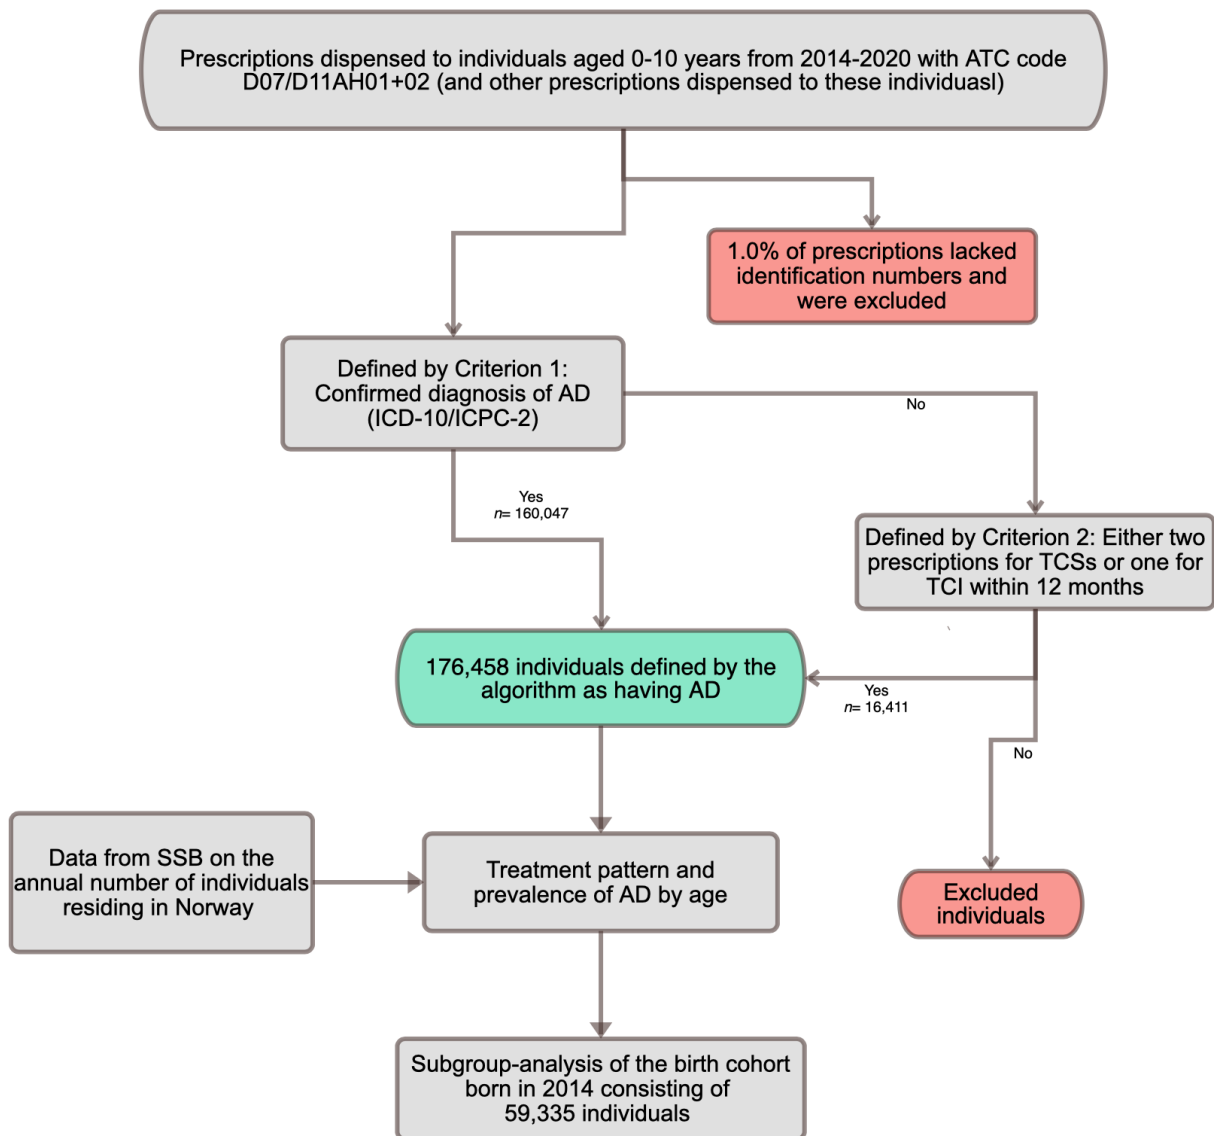 Prescriptions dispensed to individuals aged 0-10 years from 2014-2020 with ATC code
D07/D11AH01+02 (and other prescriptions dispensed to these individuasl)
1.0% of prescriptions lacked
identification numbers and
were excluded
Defined by Criterion 1:
Confirmed diagnosis of AD
(ICD-10/ICPC-2)
No
Yes
n= 160,047
Defined by Criterion 2: Either two
prescriptions for TCSs or one for
TCI within 12 months
176,458 individuals defined by the
algorithm as having AD
Yes
n= 16,411
No
Data from SSB on the
annual number of individuals
residing in Norway
Treatment pattern and
prevalence of AD by age
Excluded
individuals
Subgroup-analysis of the birth cohort
born in 2014 consisting of
59,335 individuals